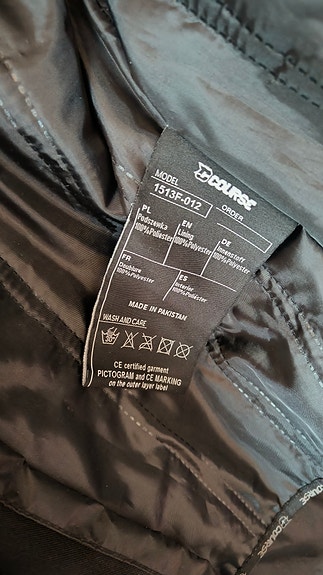 COURSE
MODEL
1513F-012
ORDER
PL
Podszewka
100%Poliester
EN
Lining
100%Polyester
DE
Innenstoff
100%Polyester
FR
Doublure
100%Polyester
ES
Interior
100%Poliéster
MADE IN PAKISTAN
WASH AND CARE
30°
CE certified garment
PICTOGRAM and CE MARKING
on the outer layer label
COURSE